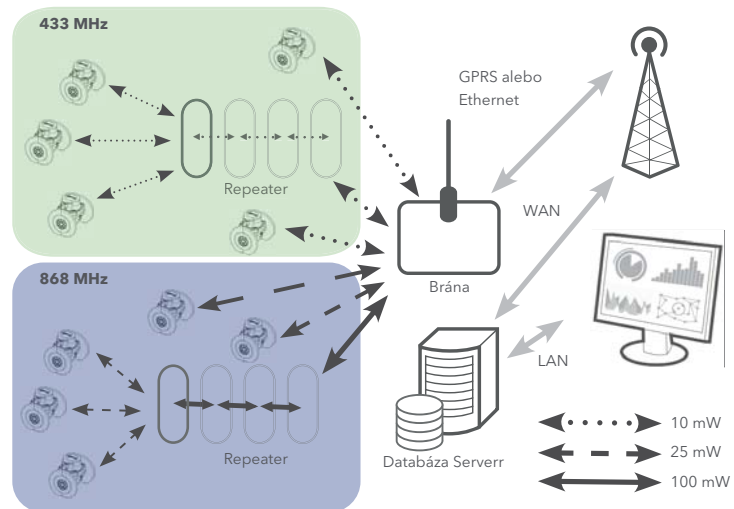 433 MHz
GPRS alebo
Ethernet
Repeater
WAN
Brána
868 MHz
LAN
Repeater
Databáza Serverr
10 mW
25 mW
100 mW